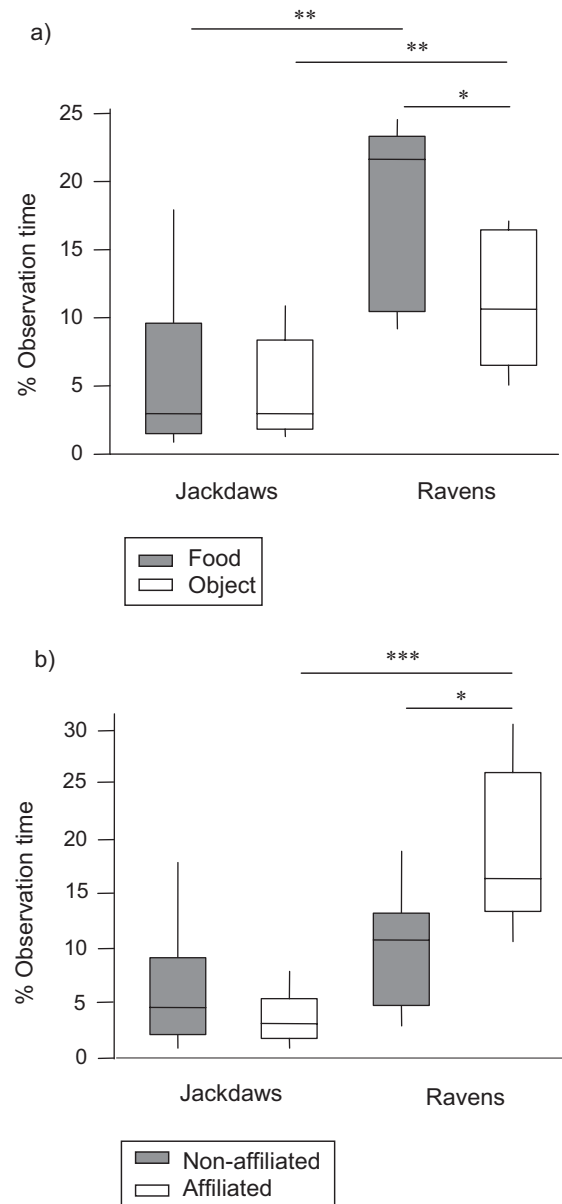 a)
**
**
*
25
20
15
10
5
0
% Observation time
Jackdaws Ravens
Food
Object
b)
***
*
30
25
20
15
10
5
0
% Observation time
Jackdaws Ravens
Non-affiliated
Affiliated